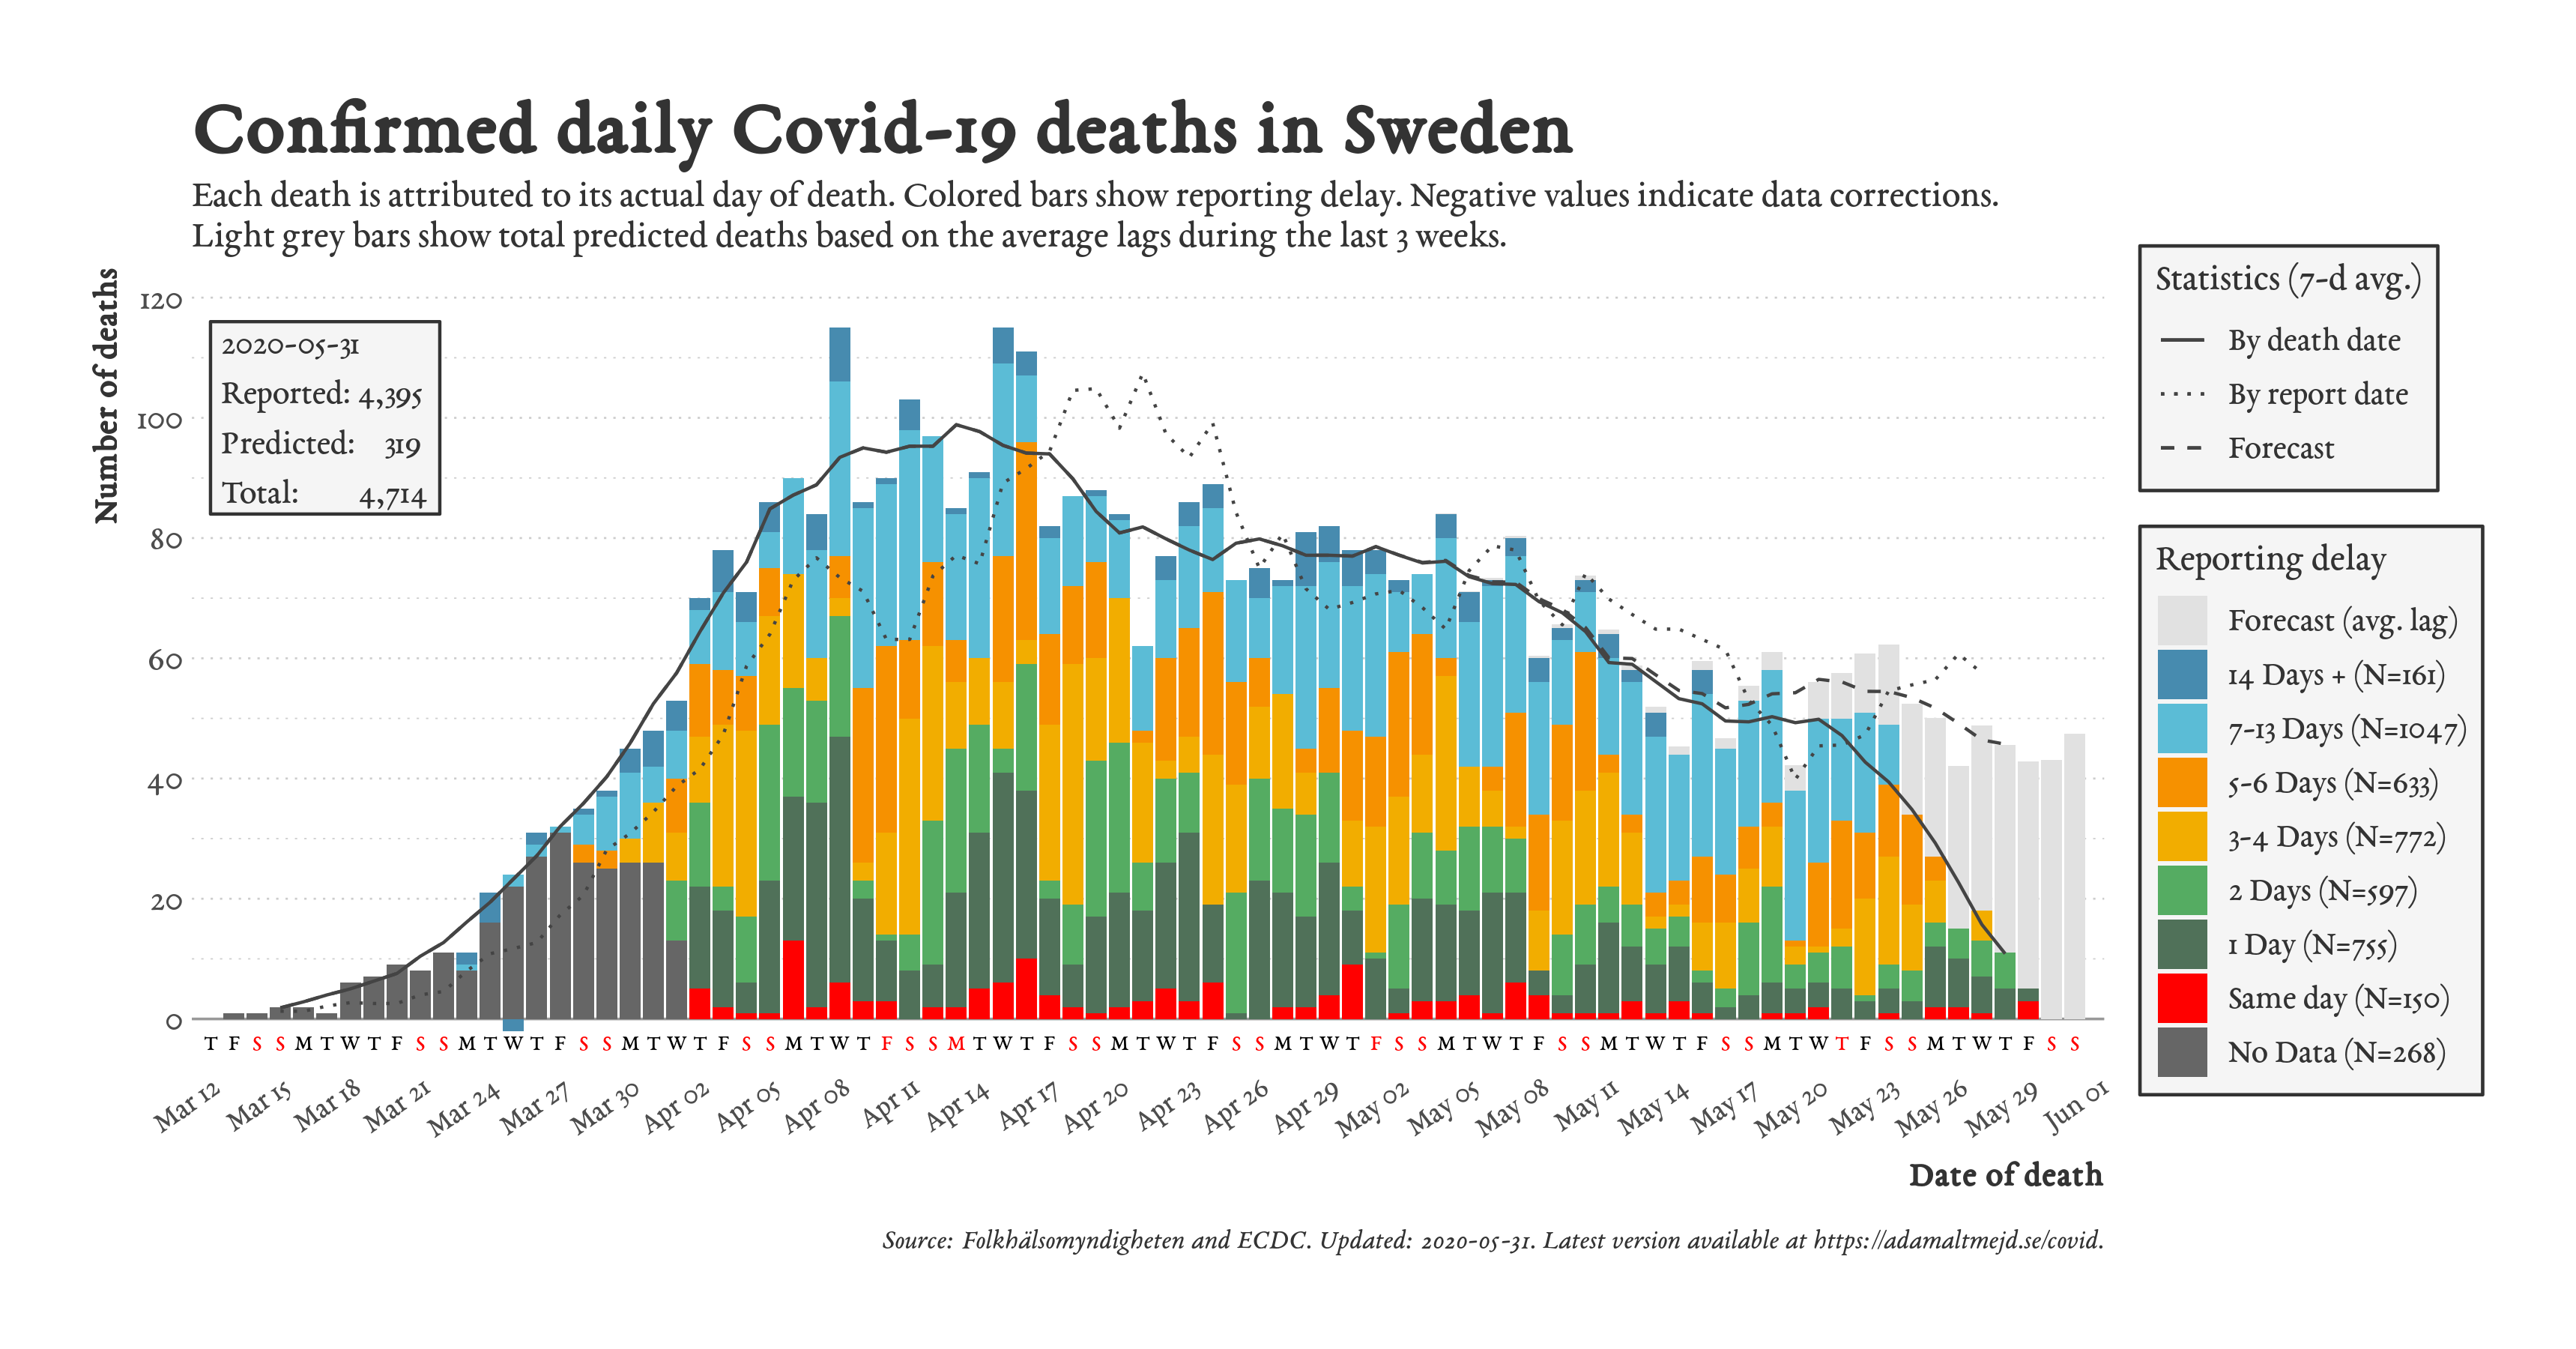 Confirmed daily Covid-19 deaths in Sweden
Each death is attributed to its actual day of death. Colored bars show reporting delay. Negative values indicate data corrections.
Light grey bars show total predicted deaths based on the average lags during the last 3 weeks.
Number of deaths
120
100
80
60
40
20
0
2020-05-31
Reported: 4,395
Predicted: 319
Total: 4,714
T F S S M T W T F S S M T W T F S S M T W T F S S M T W T F S S M T W T F S S M T W T F S S M T W T F S S M T W T F S S M T W T F S S M T W T F S S M T W T F S S
Mar 12 Mar 15 Mar 18 Mar 21 Mar 24 Mar 27 Mar 30 Apr 02 Apr 05 Apr 08 Apr 11 Apr 14 Apr 17 Apr 20 Apr 23 Apr 26 Apr 29 May 02 May 05 May 08 May 11 May 14 May 17 May 20 May 23 May 26 May 29 Jun 01
Date of death
Statistics (7-d avg.)
By death date
By report date
Forecast
Reporting delay
Forecast (avg. lag)
14 Days + (N=161)
7-13 Days (N=1047)
5-6 Days (N=633)
3-4 Days (N=772)
2 Days (N=597)
1 Day (N=755)
Same day (N=150)
No Data (N=268)
Source: Folkhälsomyndigheten and ECDC. Updated: 2020-05-31. Latest version available at https://adamaltmejd.se/covid.